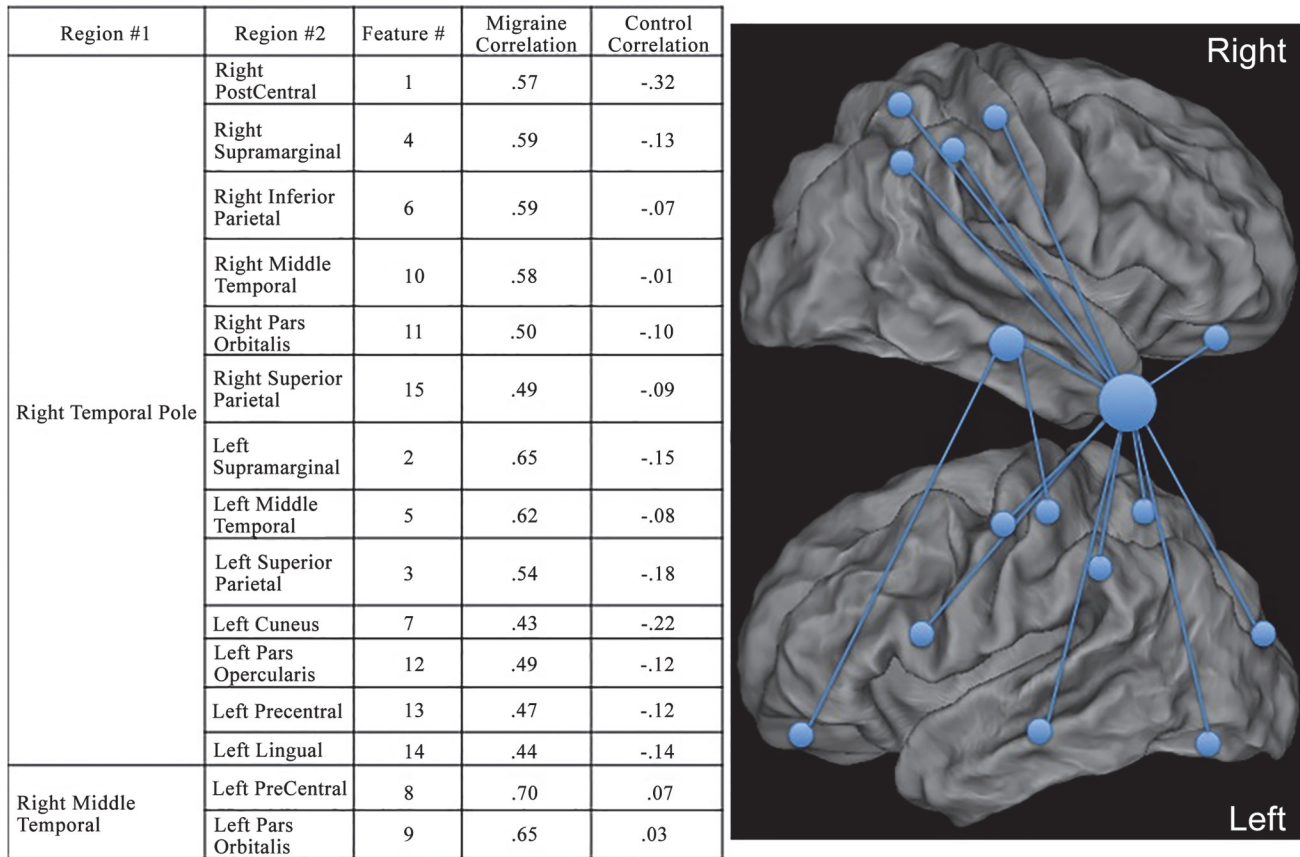 Region #1 Region #2 Feature # Migraine Correlation Control Correlation
Right Temporal Pole
Right PostCentral 1 .57 -.32
Right Supramarginal 4 .59 -.13
Right Inferior Parietal 6 .59 -.07
Right Middle Temporal 10 .58 -.01
Right Pars Orbitalis 11 .50 -.10
Right Superior Parietal 15 .49 -.09
Left Supramarginal 2 .65 -.15
Left Middle Temporal 5 .62 -.08
Left Superior Parietal 3 .54 -.18
Left Cuneus 7 .43 -.22
Left Pars Opercularis 12 .49 -.12
Left Precentral 13 .47 -.12
Left Lingual 14 .44 -.14
Right Middle Temporal
Left PreCentral 8 .70 .07
Left Pars Orbitalis 9 .65 .03
Right
Left